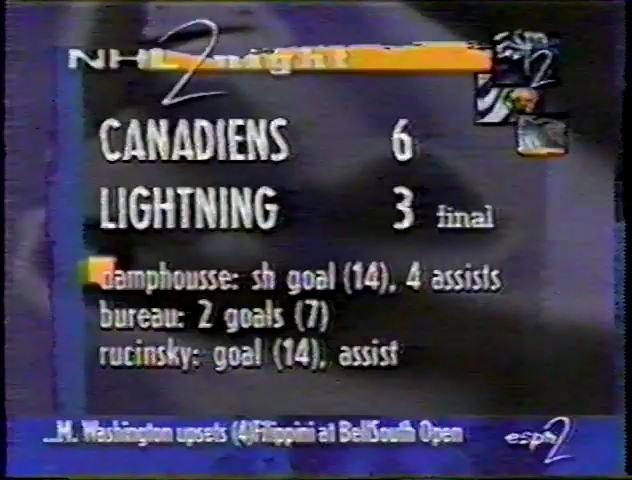 NHL 2night
CANADIENS 6
LIGHTNING 3 final
damphousse: sh goal (14), 4 assists
bureau: 2 goals (7)
rucinsky: goal (14), assist
...M. Washington upsets (4)Filippini at BellSouth Open
espn2